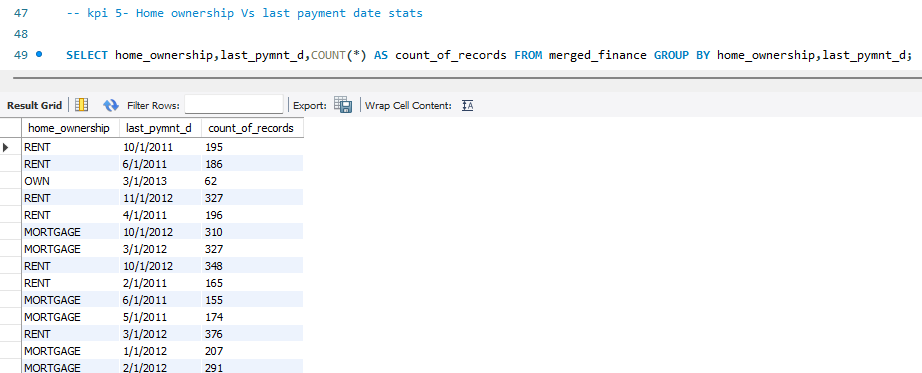 47 -- kpi 5- Home ownership Vs last payment date stats
48
49 SELECT home_ownership,last_pymnt_d,COUNT(*) AS count_of_records FROM merged_finance GROUP BY home_ownership,last_pymnt_d;
Result Grid Filter Rows: Export: Wrap Cell Content: IA
home_ownership last_pymnt_d count_of_records
RENT 10/1/2011 195
RENT 6/1/2011 186
OWN 3/1/2013 62
RENT 11/1/2012 327
RENT 4/1/2011 196
MORTGAGE 10/1/2012 310
MORTGAGE 3/1/2012 327
RENT 10/1/2012 348
RENT 2/1/2011 165
MORTGAGE 6/1/2011 155
MORTGAGE 5/1/2011 174
RENT 3/1/2012 376
MORTGAGE 1/1/2012 207
MORTGAGE 2/1/2012 291